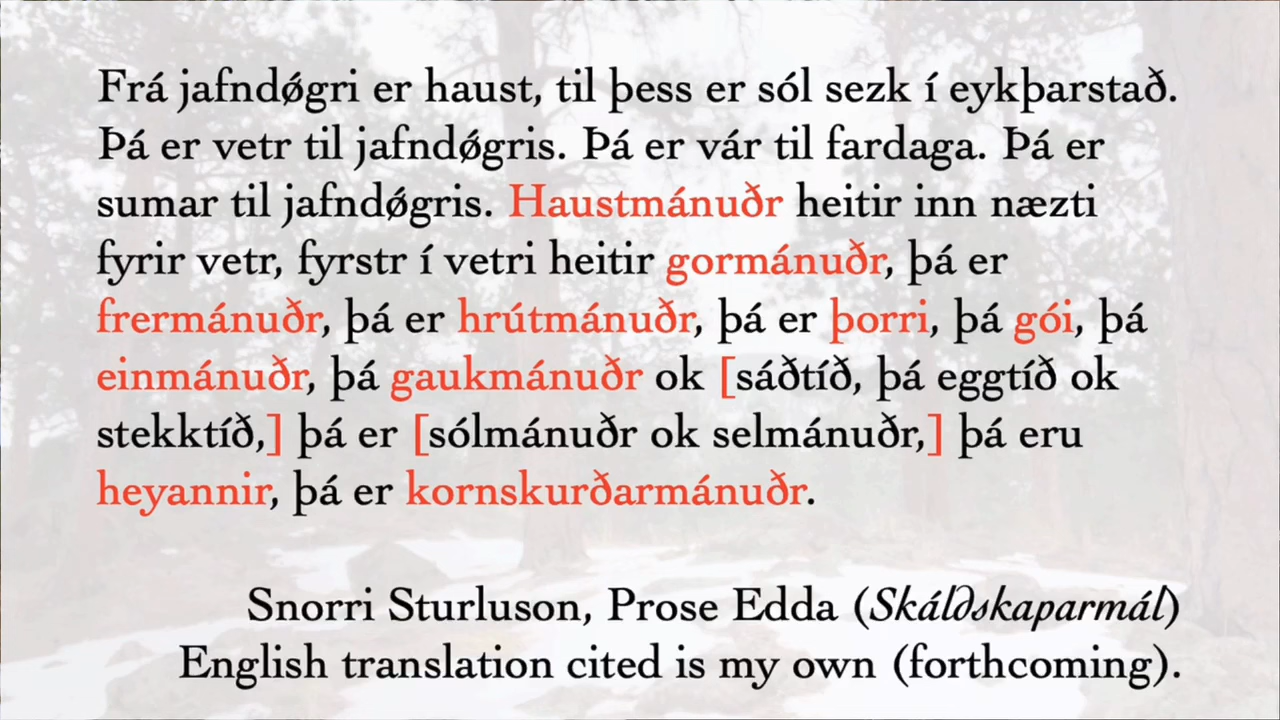 Frá jafndǿgri er haust, til þess er sól sezk í eykþarstað.
Þá er vetr til jafndǿgris. Þá er vár til fardaga. Þá er
sumar til jafndǿgris. Haustmánuðr heitir inn næzti
fyrir vetr, fyrstr í vetri heitir gormánuðr, þá er
frermánuðr, þá er hrútmánuðr, þá er þorri, þá gói, þá
einmánuðr, þá gaukmánuðr ok [sáðtíð, þá eggtíð ok
stekktíð,] þá er [sólmánuðr ok selmánuðr,] þá eru
heyannir, þá er kornskurðarmánuðr.
Snorri Sturluson, Prose Edda (Skáldskaparmál)
English translation cited is my own (forthcoming).